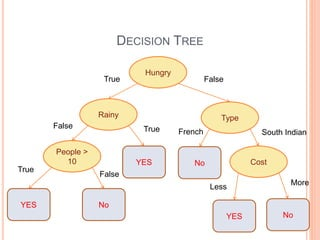 DECISION TREE
Hungry
True
False
Rainy
Type
False
True
French
South Indian
People >
10
YES
No
Cost
True
False
Less
More
YES
No
YES
No